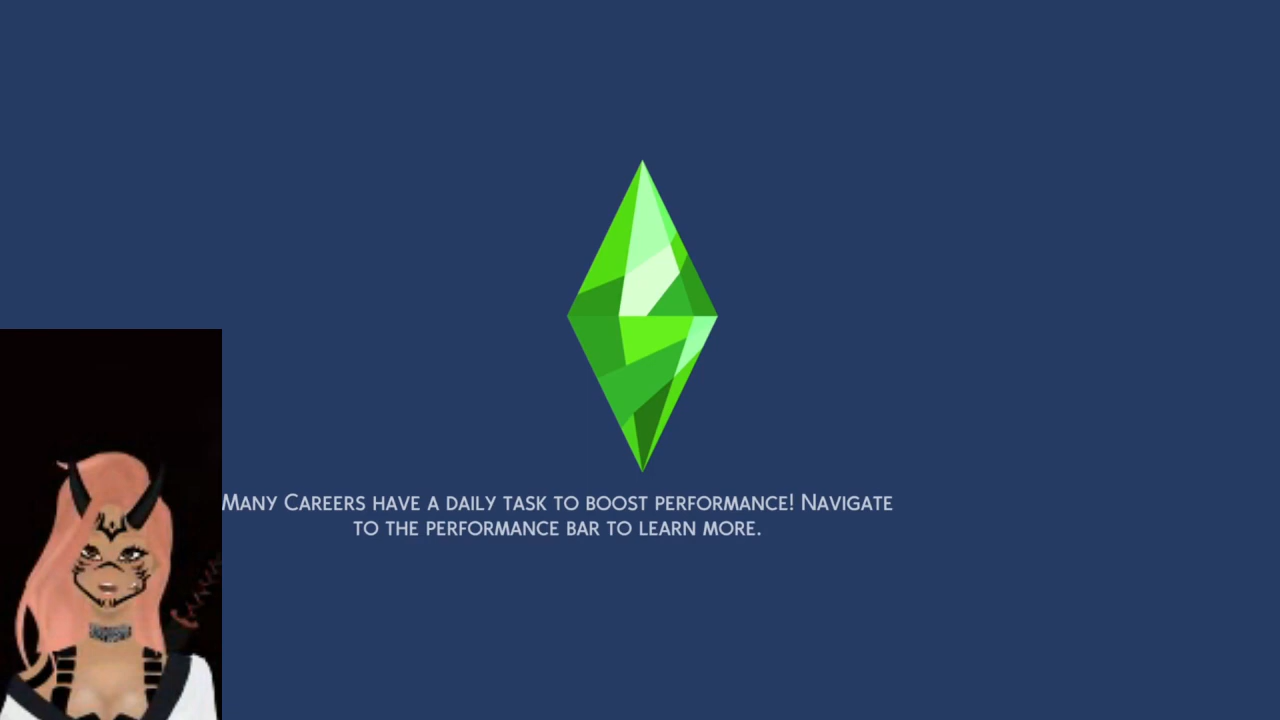 Many Careers have a daily task to boost performance! Navigate
to the performance bar to learn more.